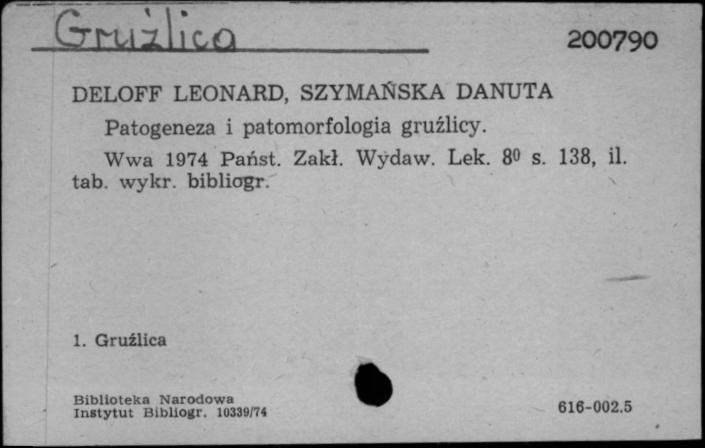 Gruźlica
200790
DELOFF LEONARD, SZYMAŃSKA DANUTA
Patogeneza i patomorfologia gruźlicy.
Wwa 1974 Państ. Zakł. Wydaw. Lek. 8⁰ s. 138, il.
tab. wykr. bibliogr.
1. Gruźlica
Biblioteka Narodowa
Instytut Bibliogr. 10339/74
616-002.5